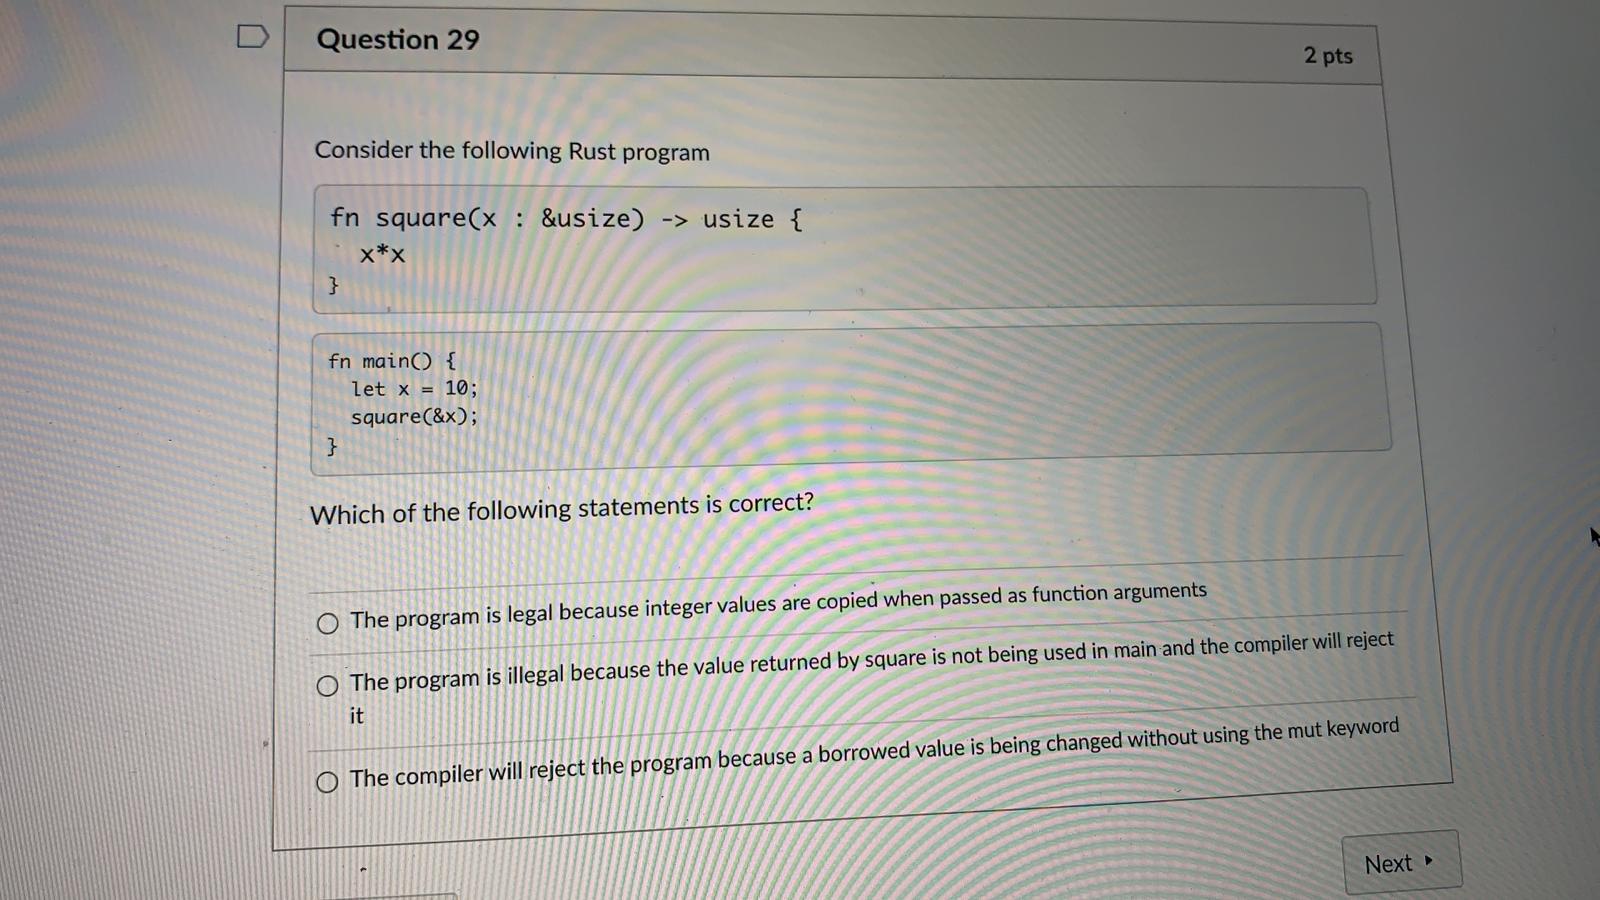 Question 29
2 pts
Consider the following Rust program
fn square(x : &usize) -> usize {
x*x
}
fn main() {
let x = 10;
square(&x);
}
Which of the following statements is correct?
The program is legal because integer values are copied when passed as function arguments
The program is illegal because the value returned by square is not being used in main and the compiler will reject
it
The compiler will reject the program because a borrowed value is being changed without using the mut keyword
Next